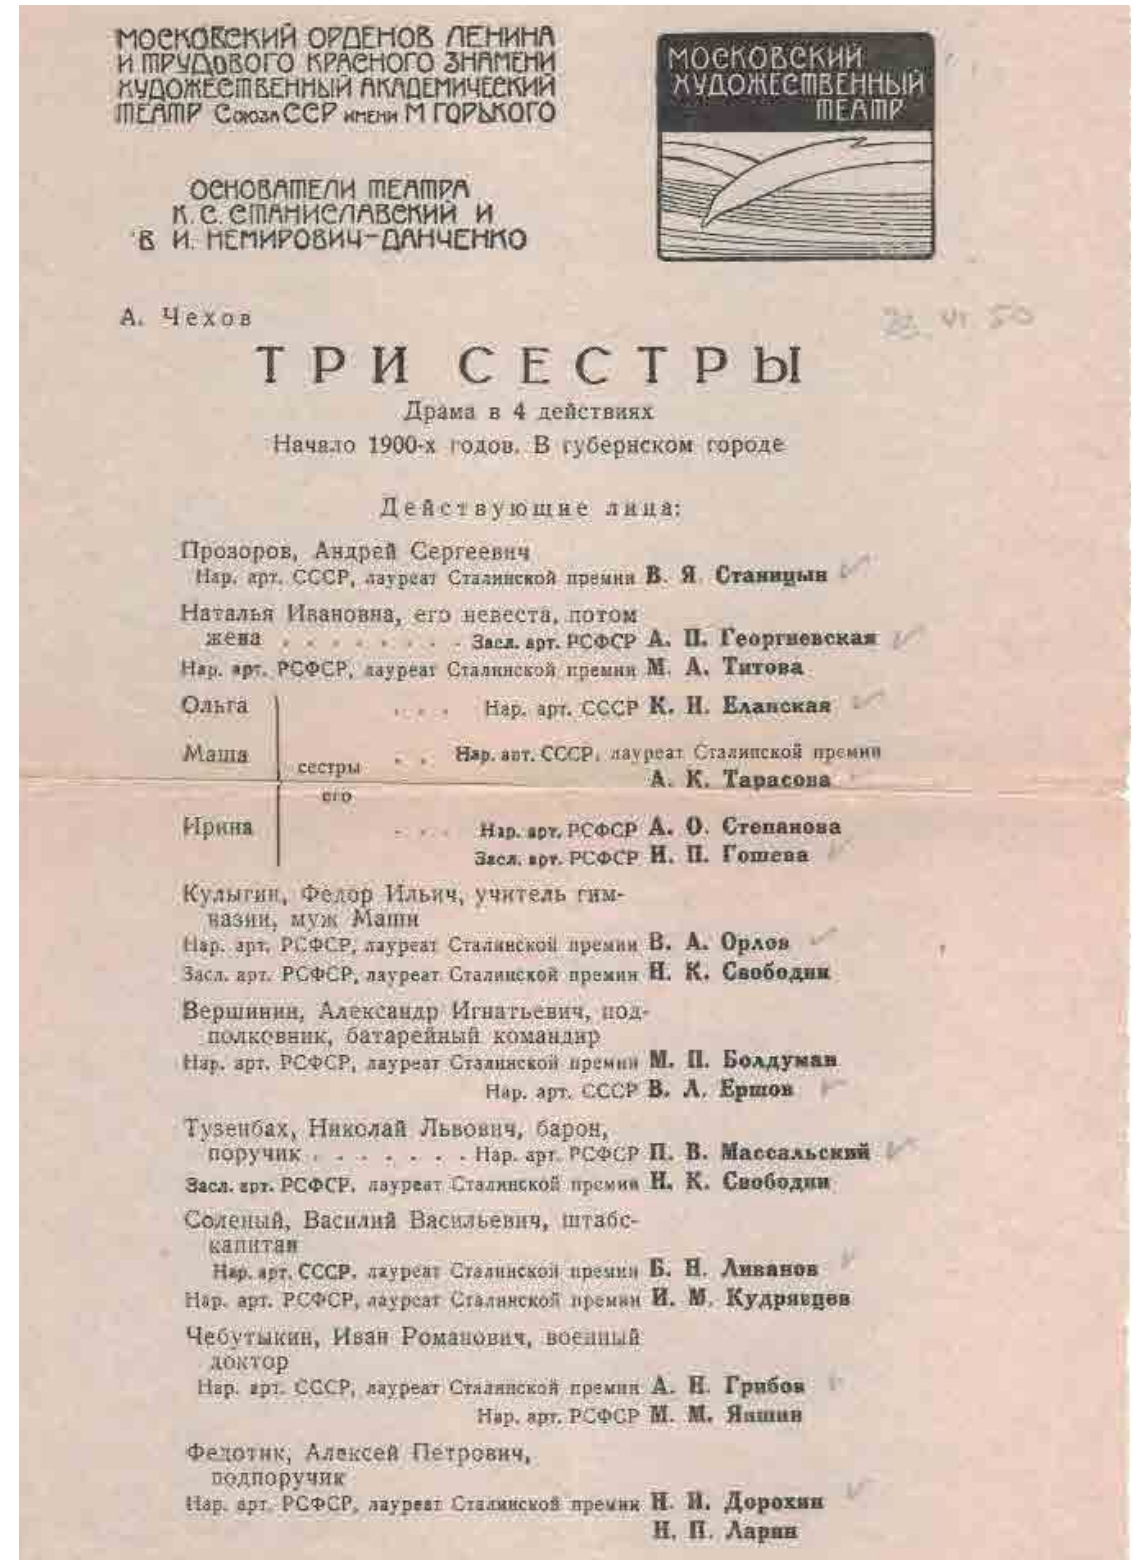 МОСКОВСКИЙ ОРДЕНОВ ЛЕНИНА
И ТРУДОВОГО КРАСНОГО ЗНАМЕНИ
ХУДОЖЕСТВЕННЫЙ АКАДЕМИЧЕСКИЙ
ТЕАТР СОЮЗА ССР ИМЕНИ М ГОРЬКОГО
МОСКОВСКИЙ
ХУДОЖЕСТВЕННЫЙ
ТЕАТР
ОСНОВАТЕЛИ ТЕАТРА
К. С. СТАНИСЛАВСКИЙ И
В И. НЕМИРОВИЧ-ДАНЧЕНКО
А. Чехов
VI 50
ТРИ СЕСТРЫ
Драма в 4 действиях
Начало 1900-х годов. В губернском городе
Действующие лица:
Прозоров, Андрей Сергеевич
Нар. арт. СССР, лауреат Сталинской премии В. Я. Станицын
Наталья Ивановна, его невеста, потом
жена . . . . . . . . Засл. арт. РСФСР А. П. Георгиевская
Нар. арт. РСФСР, лауреат Сталинской премии М. А. Титова
Ольга . . . Нар. арт. СССР К. Н. Еланская
Маша . . Нар. арт. СССР, лауреат Сталинской премии
сестры А. К. Тарасова
его
Ирина . . . Нар. арт. РСФСР А. О. Степанова
Засл. арт. РСФСР И. П. Гошева
Кулыгин, Федор Ильич, учитель гим-
назии, муж Маши
Нар. арт. РСФСР, лауреат Сталинской премии В. А. Орлов
Засл. арт. РСФСР, лауреат Сталинской премии Н. К. Свободин
Вершинин, Александр Игнатьевич, под-
полковник, батарейный командир
Нар. арт. РСФСР, лауреат Сталинской премии М. П. Болдуман
Нар. арт. СССР В. Л. Ершов
Тузенбах, Николай Львович, барон,
поручик . . . . . . . Нар. арт. РСФСР П. В. Массальский
Засл. арт. РСФСР, лауреат Сталинской премии Н. К. Свободин
Соленый, Василий Васильевич, штабс-
капитан
Нар. арт. СССР, лауреат Сталинской премии Б. Н. Ливанов
Нар. арт. РСФСР, лауреат Сталинской премии И. М. Кудрявцев
Чебутыкин, Иван Романович, военный
доктор
Нар. арт. СССР, лауреат Сталинской премии А. Н. Грибов
Нар. арт. РСФСР М. М. Яншин
Федотик, Алексей Петрович,
подпоручик
Нар. арт. РСФСР, лауреат Сталинской премии Н. И. Дорохин
Н. П. Ларин